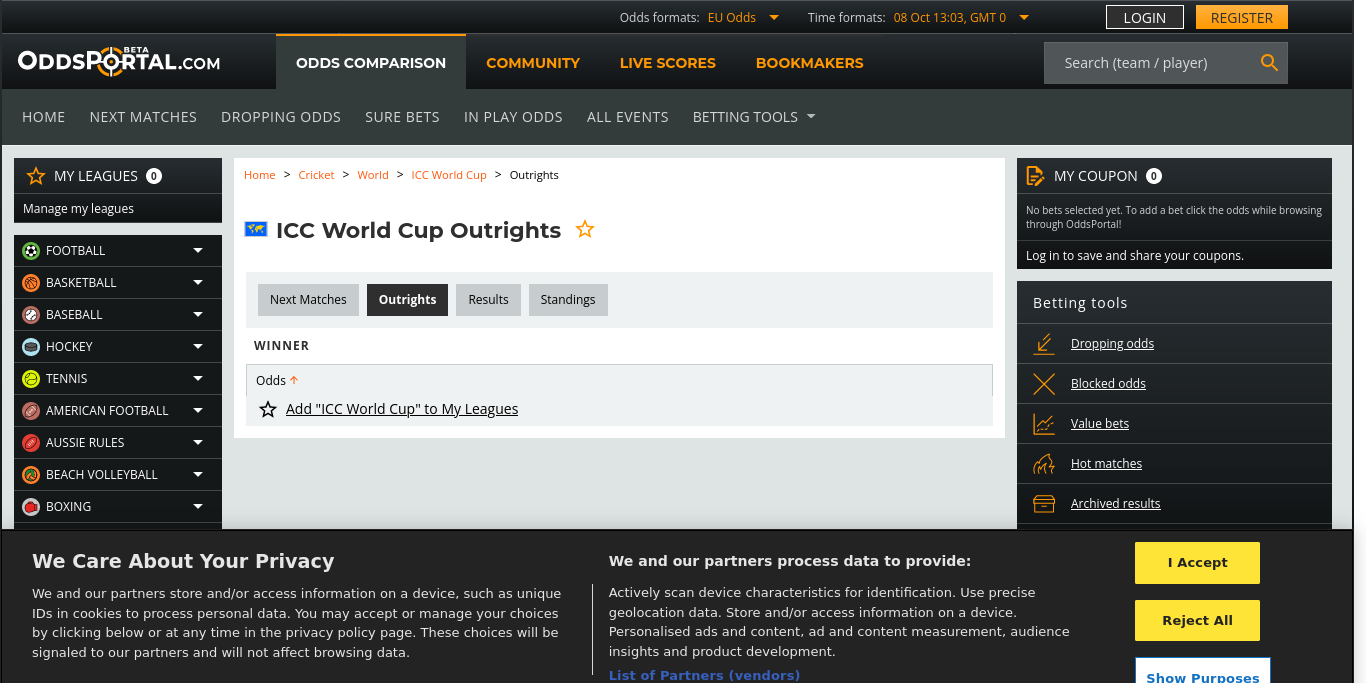 Odds formats: EU Odds Time formats: 08 Oct 13:03, GMT 0 LOGIN REGISTER
ODDSPORTAL.COM BETA
ODDS COMPARISON COMMUNITY LIVE SCORES BOOKMAKERS
Search (team / player)
HOME NEXT MATCHES DROPPING ODDS SURE BETS IN PLAY ODDS ALL EVENTS BETTING TOOLS
MY LEAGUES 0
Manage my leagues
FOOTBALL
BASKETBALL
BASEBALL
HOCKEY
TENNIS
AMERICAN FOOTBALL
AUSSIE RULES
BEACH VOLLEYBALL
BOXING
Home > Cricket > World > ICC World Cup > Outrights
ICC World Cup Outrights
Next Matches Outrights Results Standings
WINNER
Odds
Add "ICC World Cup" to My Leagues
MY COUPON 0
No bets selected yet. To add a bet click the odds while browsing
through OddsPortal!
Log in to save and share your coupons.
Betting tools
Dropping odds
Blocked odds
Value bets
Hot matches
Archived results
We Care About Your Privacy
We and our partners store and/or access information on a device, such as unique
IDs in cookies to process personal data. You may accept or manage your choices
by clicking below or at any time in the privacy policy page. These choices will be
signaled to our partners and will not affect browsing data.
We and our partners process data to provide:
Actively scan device characteristics for identification. Use precise
geolocation data. Store and/or access information on a device.
Personalised ads and content, ad and content measurement, audience
insights and product development.
List of Partners (vendors)
I Accept
Reject All
Show Purposes